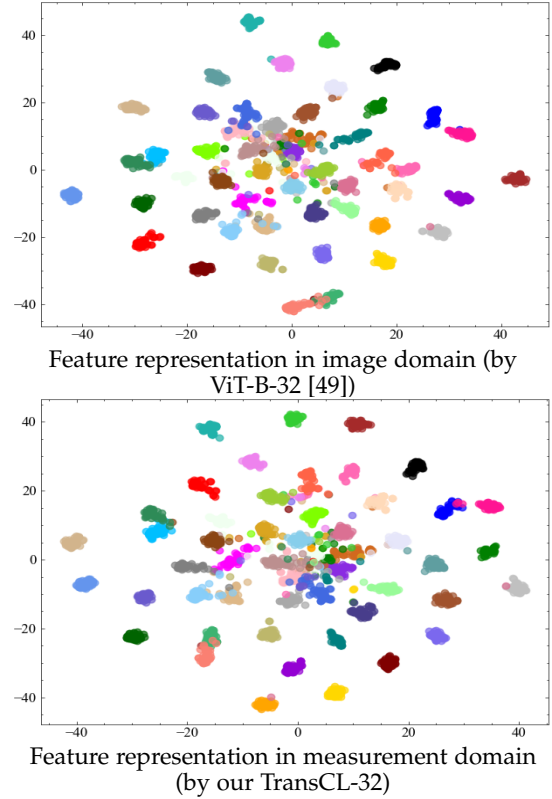 40
20
0
−20
−40
−40 −20 0 20 40
Feature representation in image domain (by
ViT-B-32 [49])
40
20
0
−20
−40
−40 −20 0 20 40
Feature representation in measurement domain
(by our TransCL-32)